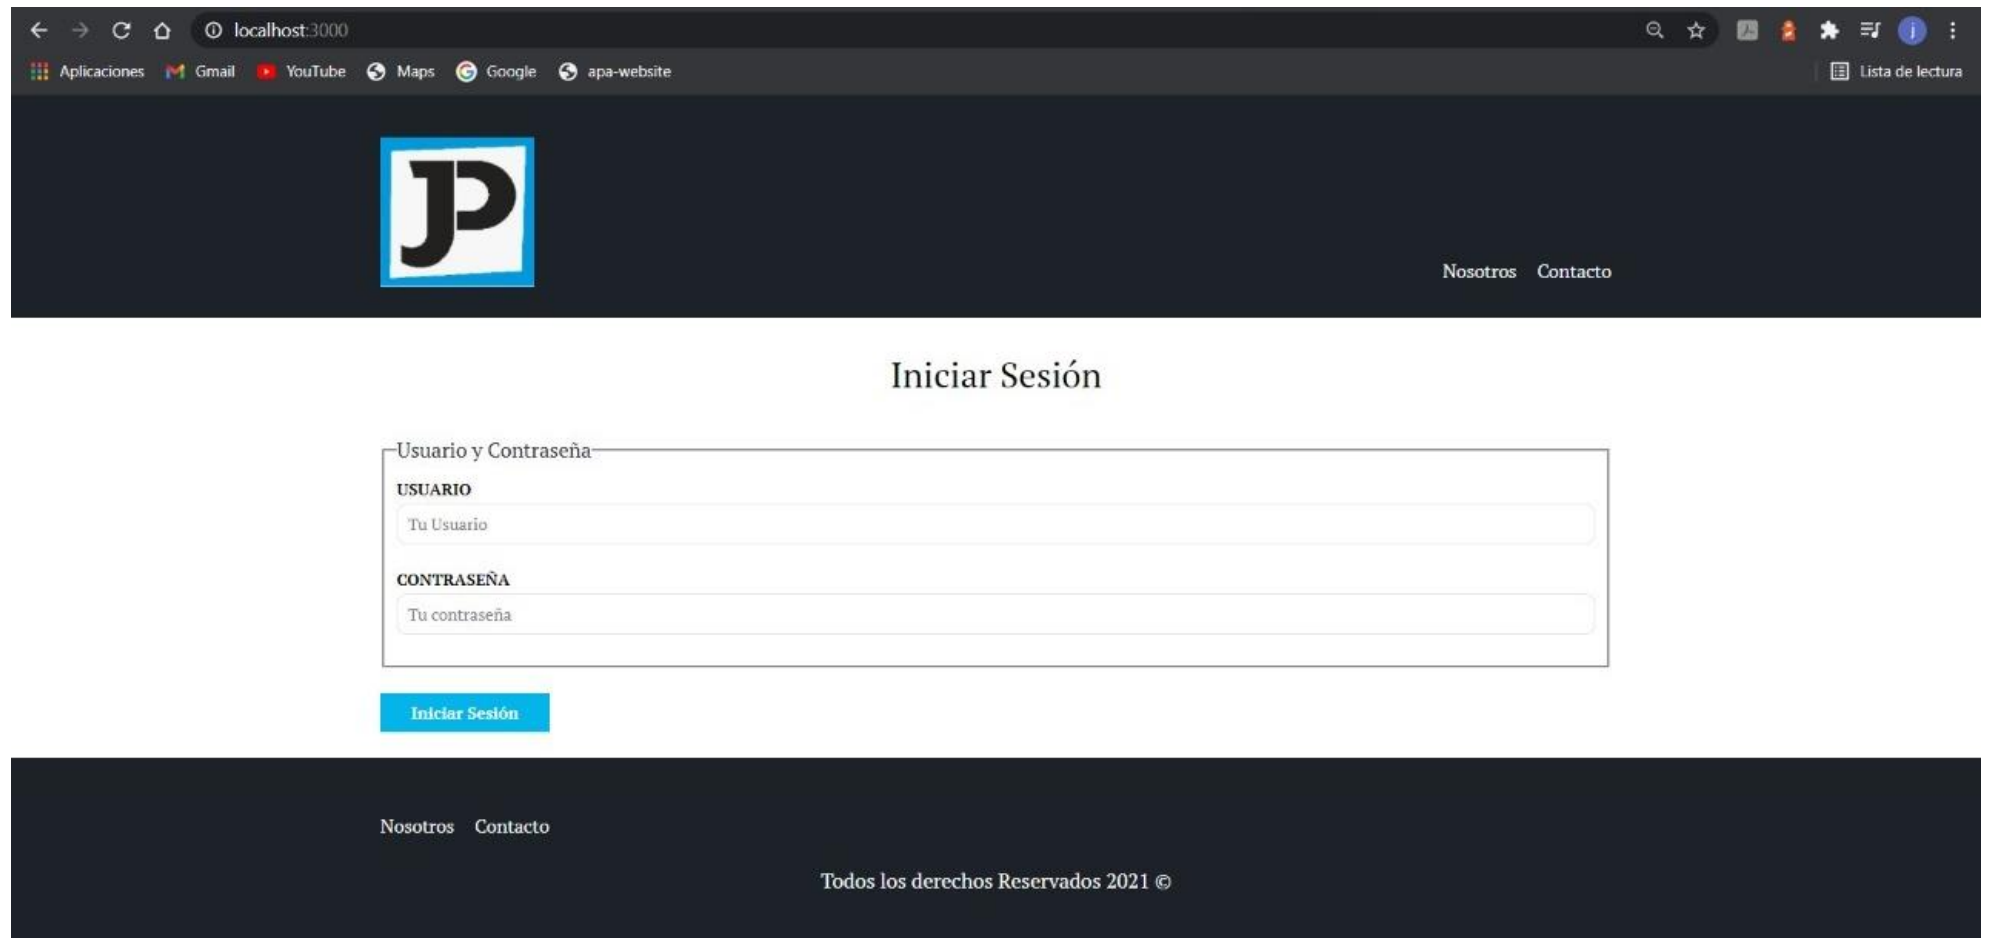 localhost:3000
j
Aplicaciones Gmail YouTube Maps Google apa-website Lista de lectura
JP
Nosotros Contacto
Iniciar Sesión
Usuario y Contraseña
USUARIO
Tu Usuario
CONTRASEÑA
Tu contraseña
Iniciar Sesión
Nosotros Contacto
Todos los derechos Reservados 2021 ©